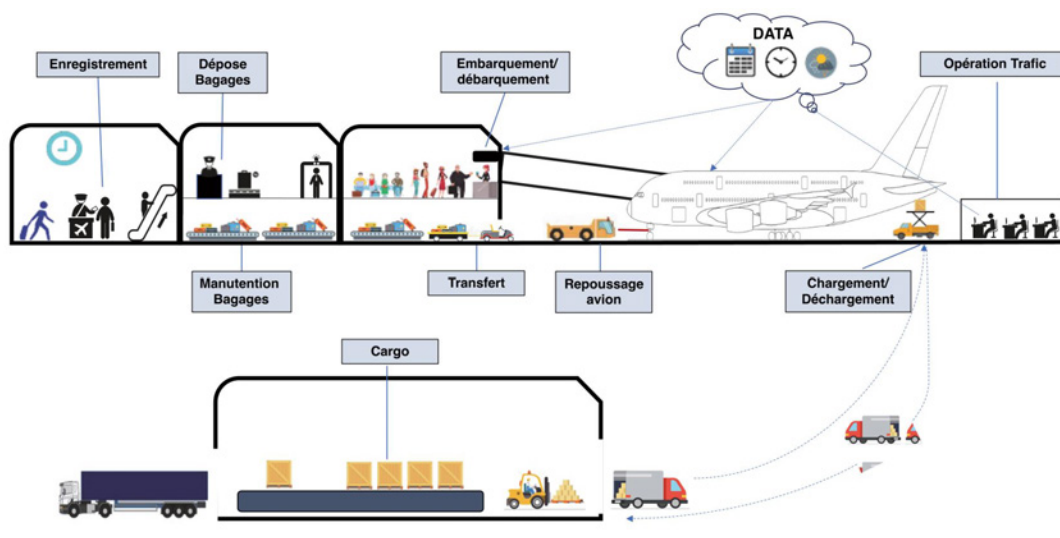 DATA
Enregistrement
Dépose
Bagages
Embarquement/
débarquement
Opération Trafic
Manutention
Bagages
Transfert
Repoussage
avion
Chargement/
Déchargement
Cargo